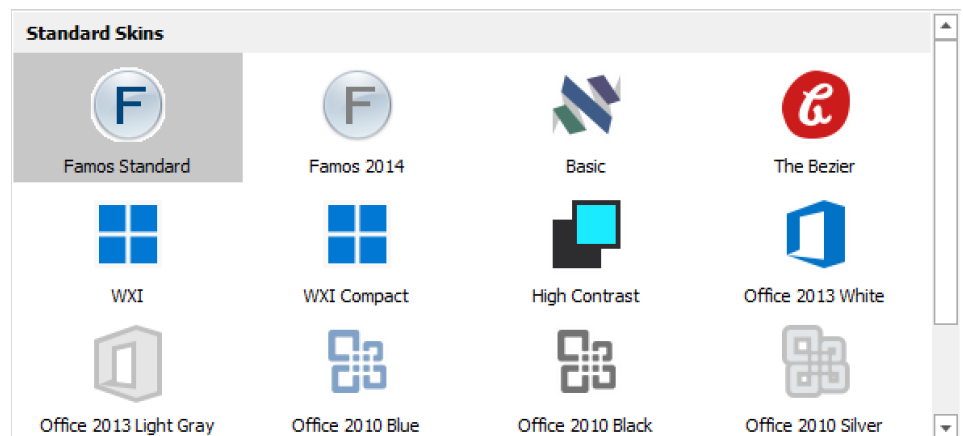 Standard Skins
Famos Standard
Famos 2014
Basic
The Bezier
WXI
WXI Compact
High Contrast
Office 2013 White
Office 2013 Light Gray
Office 2010 Blue
Office 2010 Black
Office 2010 Silver